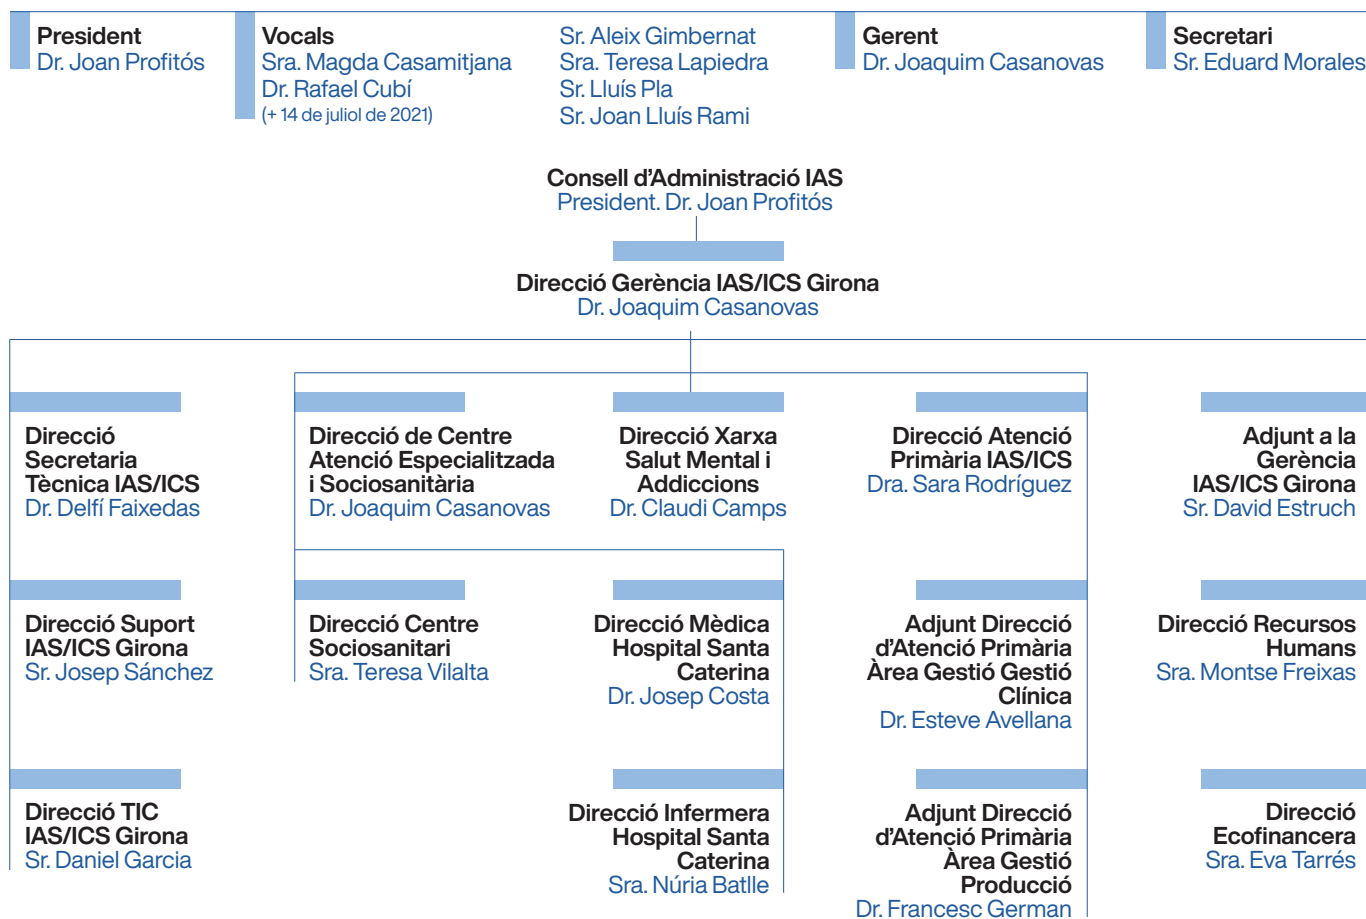 President
Dr. Joan Profitós
Vocals
Sra. Magda Casamitjana
Dr. Rafael Cubí
(+ 14 de juliol de 2021)
Sr. Aleix Gimbernat
Sra. Teresa Lapiedra
Sr. Lluís Pla
Sr. Joan Lluís Rami
Gerent
Dr. Joaquim Casanovas
Secretari
Sr. Eduard Morales
Consell d'Administració IAS
President. Dr. Joan Profitós
Direcció Gerència IAS/ICS Girona
Dr. Joaquim Casanovas
Direcció
Secretaria
Tècnica IAS/ICS
Dr. Delfí Faixedas
Direcció de Centre
Atenció Especialitzada
i Sociosanitària
Dr. Joaquim Casanovas
Direcció Xarxa
Salut Mental i
Addiccions
Dr. Claudi Camps
Direcció Atenció
Primària IAS/ICS
Dra. Sara Rodríguez
Adjunt a la
Gerència
IAS/ICS Girona
Sr. David Estruch
Direcció Suport
IAS/ICS Girona
Sr. Josep Sánchez
Direcció Centre
Sociosanitari
Sra. Teresa Vilalta
Direcció Mèdica
Hospital Santa
Caterina
Dr. Josep Costa
Adjunt Direcció
d'Atenció Primària
Àrea Gestió Gestió
Clínica
Dr. Esteve Avellana
Direcció Recursos
Humans
Sra. Montse Freixas
Direcció TIC
IAS/ICS Girona
Sr. Daniel Garcia
Direcció Infermera
Hospital Santa
Caterina
Sra. Núria Batlle
Adjunt Direcció
d'Atenció Primària
Àrea Gestió
Producció
Dr. Francesc German
Direcció
Ecofinancera
Sra. Eva Tarrés